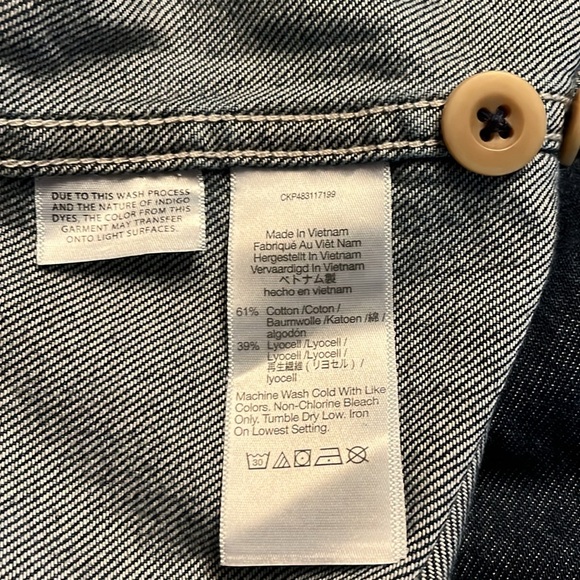 DUE TO THIS WASH PROCESS
AND THE NATURE OF INDIGO
DYES, THE COLOR FROM THIS
GARMENT MAY TRANSFER
ONTO LIGHT SURFACES.
CKP483117199
Made In Vietnam
Fabriqué Au Viêt Nam
Hergestellt In Vietnam
Vervaardigd In Vietnam
ベトナム製
hecho en vietnam
61% Cotton /Coton /
Baumwolle /Katoen /綿 /
algodón
39% Lyocell /Lyocell /
Lyocell /Lyocell /
再生繊維 (リヨセル) /
lyocell
Machine Wash Cold With Like
Colors. Non-Chlorine Bleach
Only. Tumble Dry Low. Iron
On Lowest Setting.
30